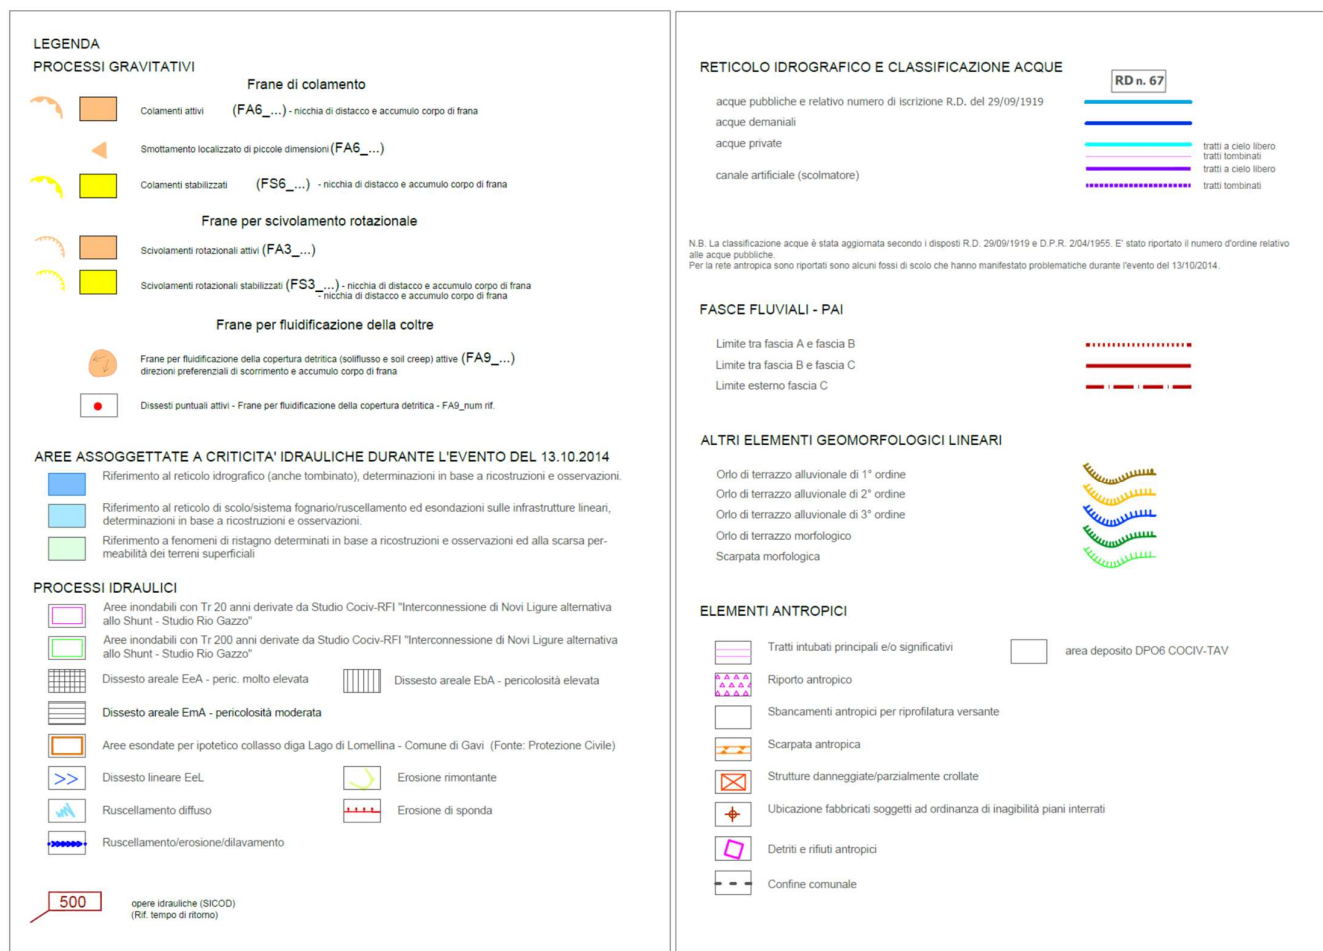 LEGENDA
PROCESSI GRAVITATIVI
Frane di colamento
Colamenti attivi (FA6_...) - nicchia di distacco e accumulo corpo di frana
Smottamento localizzato di piccole dimensioni (FA6_...)
Colamenti stabilizzati (FS6_...) - nicchia di distacco e accumulo corpo di frana
Frane per scivolamento rotazionale
Scivolamenti rotazionali attivi (FA3_...)
Scivolamenti rotazionali stabilizzati (FS3_...) - nicchia di distacco e accumulo corpo di frana
- nicchia di distacco e accumulo corpo di frana
Frane per fluidificazione della coltre
Frane per fluidificazione della copertura detritica (soliflusso e soil creep) attive (FA9_...)
direzioni preferenziali di scorrimento e accumulo corpo di frana
Dissesti puntuali attivi - Frane per fluidificazione della copertura detritica - FA9_num rif.
AREE ASSOGGETTATE A CRITICITA' IDRAULICHE DURANTE L'EVENTO DEL 13.10.2014
Riferimento al reticolo idrografico (anche tombinato), determinazioni in base a ricostruzioni e osservazioni.
Riferimento al reticolo di scolo/sistema fognario/ruscellamento ed esondazioni sulle infrastrutture lineari,
determinazioni in base a ricostruzioni e osservazioni.
Riferimento a fenomeni di ristagno determinati in base a ricostruzioni e osservazioni ed alla scarsa per-
meabilità dei terreni superficiali
PROCESSI IDRAULICI
Aree inondabili con Tr 20 anni derivate da Studio Cociv-RFI "Interconnessione di Novi Ligure alternativa
allo Shunt - Studio Rio Gazzo"
Aree inondabili con Tr 200 anni derivate da Studio Cociv-RFI "Interconnessione di Novi Ligure alternativa
allo Shunt - Studio Rio Gazzo"
Dissesto areale EeA - peric. molto elevata
Dissesto areale EbA - pericolosità elevata
Dissesto areale EmA - pericolosità moderata
Aree esondate per ipotetico collasso diga Lago di Lomellina - Comune di Gavi (Fonte: Protezione Civile)
Dissesto lineare EeL
Erosione rimontante
Ruscellamento diffuso
Erosione di sponda
Ruscellamento/erosione/dilavamento
500
opere idrauliche (SICOD)
(Rif. tempo di ritorno)
RETICOLO IDROGRAFICO E CLASSIFICAZIONE ACQUE
RD n. 67
acque pubbliche e relativo numero di iscrizione R.D. del 29/09/1919
acque demaniali
acque private
tratti a cielo libero
tratti tombinati
canale artificiale (scolmatore)
tratti a cielo libero
tratti tombinati
N.B. La classificazione acque è stata aggiornata secondo i disposti R.D. 29/09/1919 e D.P.R. 2/04/1955. E' stato riportato il numero d'ordine relativo
alle acque pubbliche.
Per la rete antropica sono riportati sono alcuni fossi di scolo che hanno manifestato problematiche durante l'evento del 13/10/2014.
FASCE FLUVIALI - PAI
Limite tra fascia A e fascia B
Limite tra fascia B e fascia C
Limite esterno fascia C
ALTRI ELEMENTI GEOMORFOLOGICI LINEARI
Orlo di terrazzo alluvionale di 1° ordine
Orlo di terrazzo alluvionale di 2° ordine
Orlo di terrazzo alluvionale di 3° ordine
Orlo di terrazzo morfologico
Scarpata morfologica
ELEMENTI ANTROPICI
Tratti intubati principali e/o significativi
area deposito DPO6 COCIV-TAV
Riporto antropico
Sbancamenti antropici per riprofilatura versante
Scarpata antropica
Strutture danneggiate/parzialmente crollate
Ubicazione fabbricati soggetti ad ordinanza di inagibilità piani interrati
Detriti e rifiuti antropici
Confine comunale